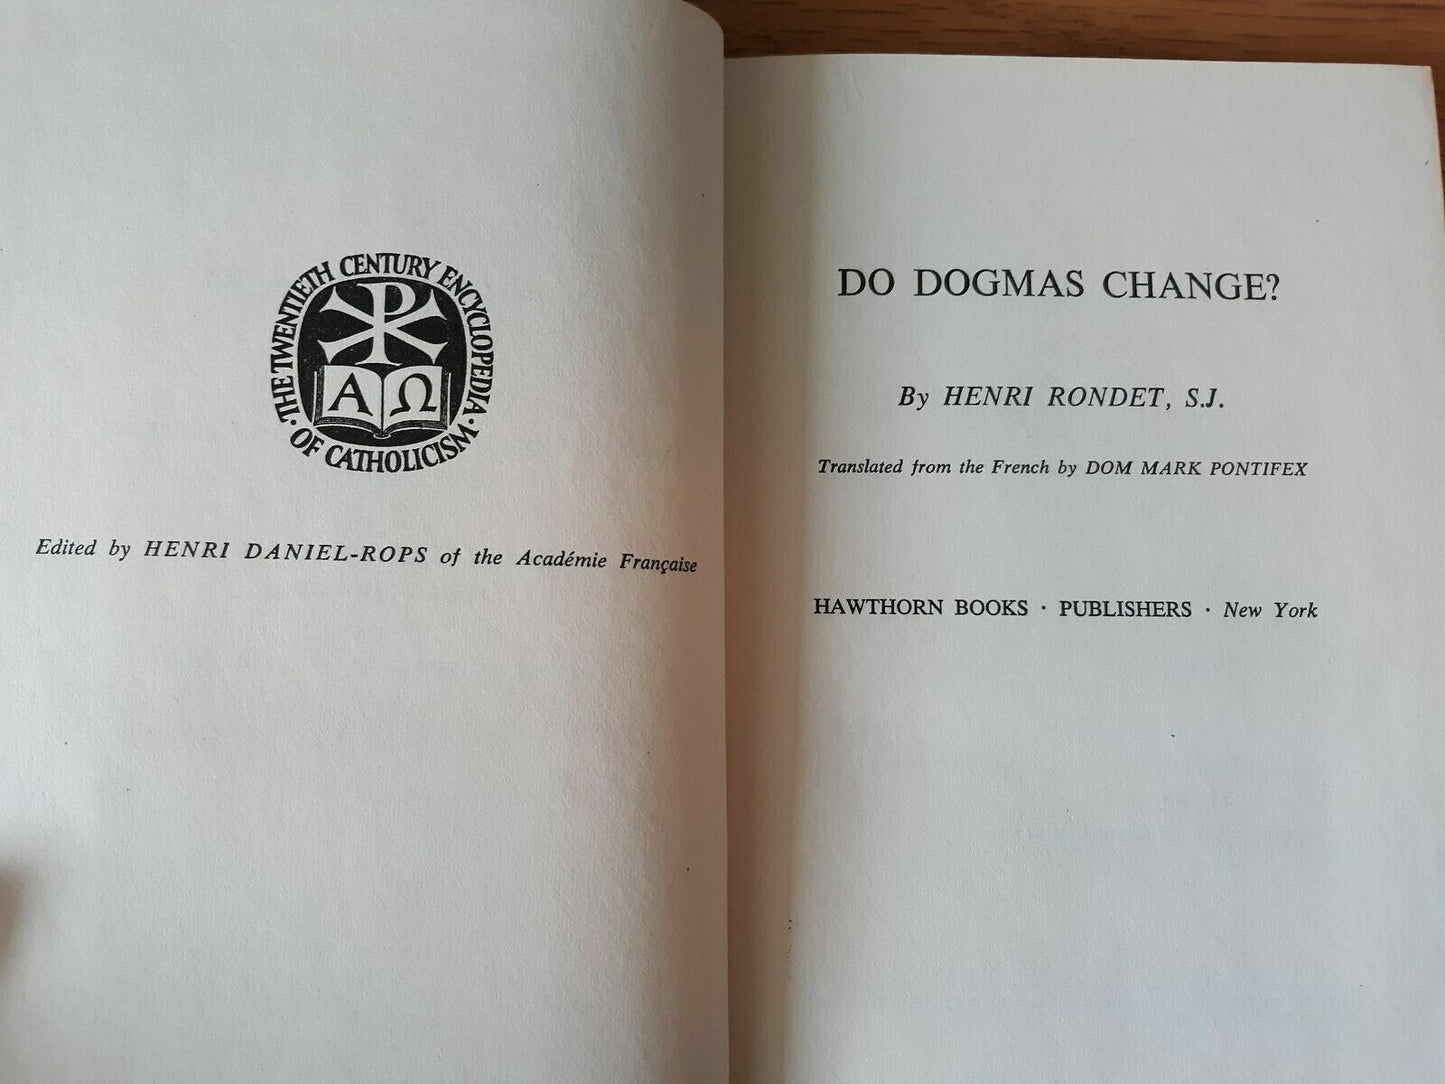 · THE TWENTIETH CENTURY ENCYCLOPEDIA ·
OF CATHOLICISM
P
Α Ω
Edited by HENRI DANIEL-ROPS of the Académie Française
DO DOGMAS CHANGE?
By HENRI RONDET, S.J.
Translated from the French by DOM MARK PONTIFEX
HAWTHORN BOOKS · PUBLISHERS · New York